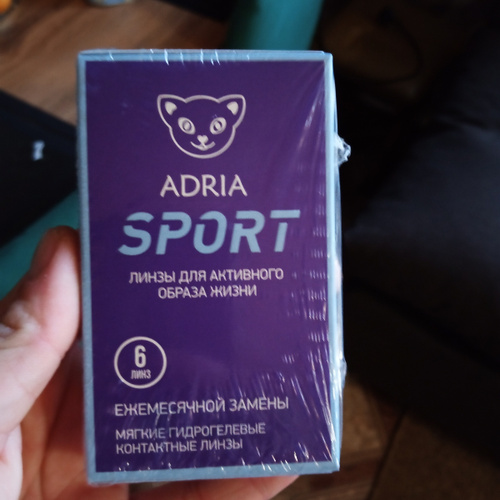 ADRIA
SPORT
ЛИНЗЫ ДЛЯ АКТИВНОГО
ОБРАЗА ЖИЗНИ
6
ЛИНЗ
ЕЖЕМЕСЯЧНОЙ ЗАМЕНЫ
МЯГКИЕ ГИДРОГЕЛЕВЫЕ
КОНТАКТНЫЕ ЛИНЗЫ